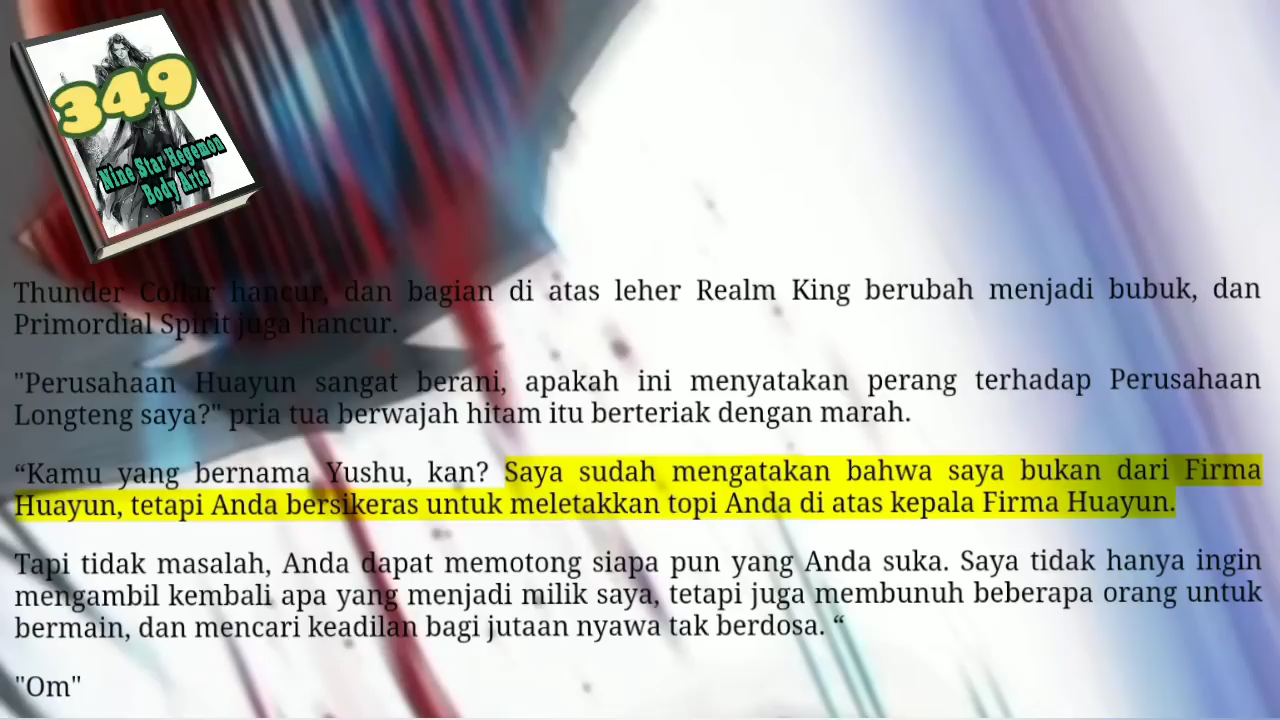 349
Nine Star Hegemon
Body Arts
Thunder Collar hancur, dan bagian di atas leher Realm King berubah menjadi bubuk, dan
Primordial Spirit juga hancur.
"Perusahaan Huayun sangat berani, apakah ini menyatakan perang terhadap Perusahaan
Longteng saya?" pria tua berwajah hitam itu berteriak dengan marah.
“Kamu yang bernama Yushu, kan? Saya sudah mengatakan bahwa saya bukan dari Firma
Huayun, tetapi Anda bersikeras untuk meletakkan topi Anda di atas kepala Firma Huayun.
Tapi tidak masalah, Anda dapat memotong siapa pun yang Anda suka. Saya tidak hanya ingin
mengambil kembali apa yang menjadi milik saya, tetapi juga membunuh beberapa orang untuk
bermain, dan mencari keadilan bagi jutaan nyawa tak berdosa. “
"Om"